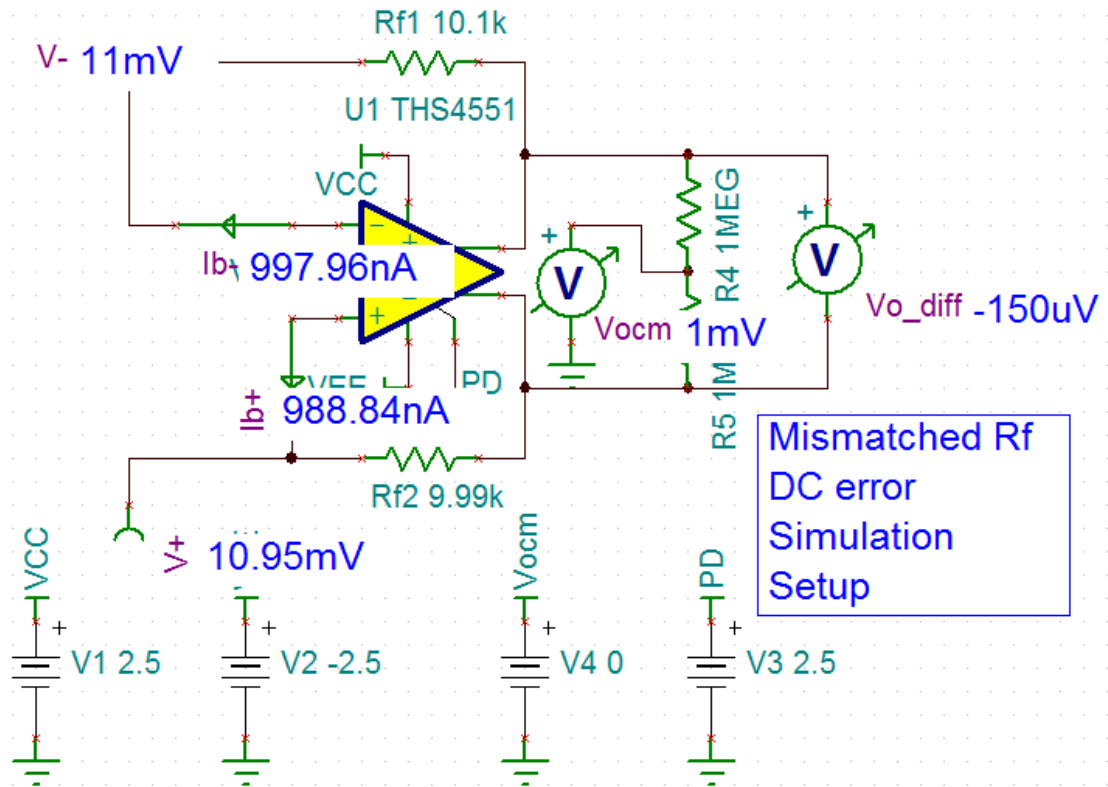 Rf1 10.1k
V- 11mV
U1 THS4551
VCC
Ib- 997.96nA
R4 1MEG
Vo_diff -150uV
Vocm 1mV
PD
Ib+ 988.84nA
R5 1M
Rf2 9.99k
Mismatched Rf
DC error
Simulation
Setup
V+ 10.95mV
VCC
Vocm
PD
V1 2.5
V2 -2.5
V4 0
V3 2.5